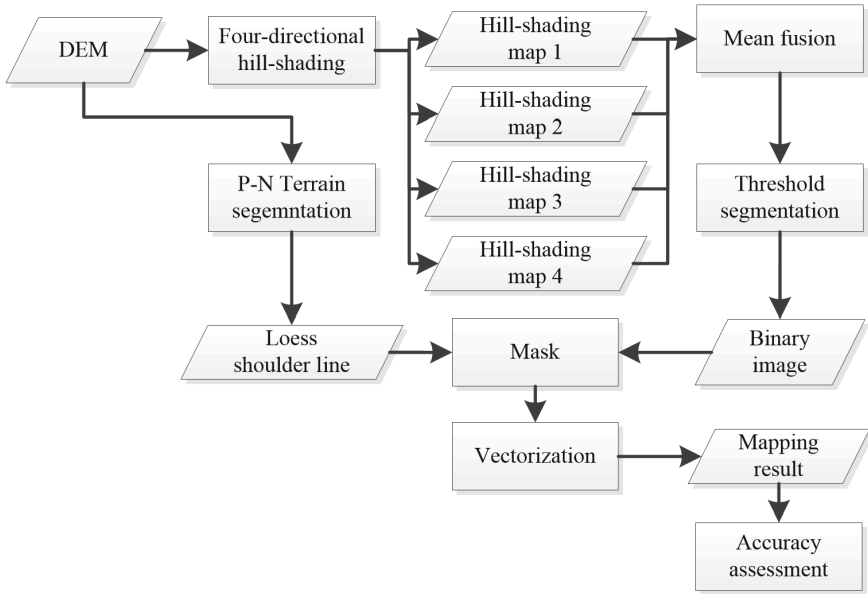 DEM
Four-directional
hill-shading
Hill-shading
map 1
Hill-shading
map 2
Hill-shading
map 3
Hill-shading
map 4
Mean fusion
P-N Terrain
segemntation
Threshold
segmentation
Loess
shoulder line
Mask
Binary
image
Vectorization
Mapping
result
Accuracy
assessment